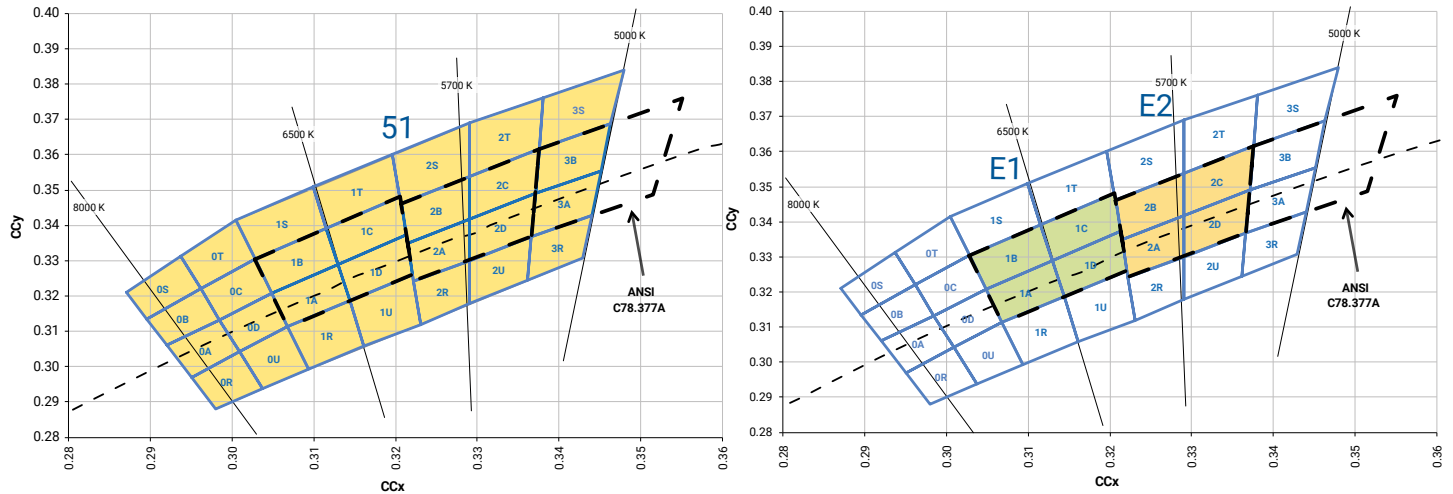 0.40
0.39
0.38
0.37
0.36
0.35
0.34
0.33
0.32
0.31
0.30
0.29
0.28
CCy
5000 K
5700 K
6500 K
8000 K
51
3S
2T
2S
3B
1T
2C
1S
2B
3A
1C
2D
0T
3R
1B
2A
0S
0C
1D
2U
2R
0B
1A
1U
0D
1R
0A
0U
0R
ANSI
C78.377A
0.28
0.29
0.30
0.31
0.32
0.33
0.34
0.35
0.36
CCx
0.40
0.39
0.38
0.37
0.36
0.35
0.34
0.33
0.32
0.31
0.30
0.29
0.28
CCy
5000 K
5700 K
6500 K
8000 K
E2
E1
3S
2T
2S
3B
1T
2C
1S
2B
3A
1C
2D
0T
3R
1B
2A
0S
0C
1D
2U
2R
0B
1A
1U
0D
1R
0A
0U
0R
ANSI
C78.377A
0.28
0.29
0.30
0.31
0.32
0.33
0.34
0.35
0.36
CCx